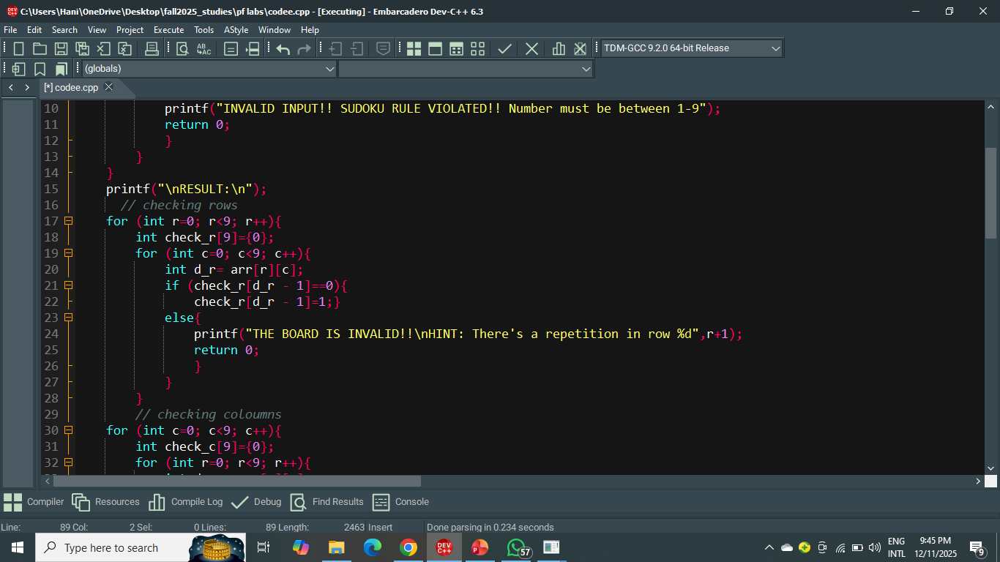 C:\Users\Hani\OneDrive\Desktop\fall2025_studies\pf labs\codee.cpp - [Executing] - Embarcadero Dev-C++ 6.3
File Edit Search View Project Execute Tools AStyle Window Help
TDM-GCC 9.2.0 64-bit Release
(globals)
[*] codee.cpp
10 printf("INVALID INPUT!! SUDOKU RULE VIOLATED!! Number must be between 1-9");
11 return 0;
12 }
13 }
14 }
15 printf("\nRESULT:\n");
16 // checking rows
17 for (int r=0; r<9; r++){
18 int check_r[9]={0};
19 for (int c=0; c<9; c++){
20 int d_r= arr[r][c];
21 if (check_r[d_r - 1]==0){
22 check_r[d_r - 1]=1;}
23 else{
24 printf("THE BOARD IS INVALID!!\nHINT: There's a repetition in row %d",r+1);
25 return 0;
26 }
27 }
28 }
29 // checking coloumns
30 for (int c=0; c<9; c++){
31 int check_c[9]={0};
32 for (int r=0; r<9; r++){
Compiler Resources Compile Log Debug Find Results Console
Line: 89 Col: 2 Sel: 0 Lines: 89 Length: 2463 Insert Done parsing in 0.234 seconds
Type here to search
DEV C++
57
ENG
INTL
9:45 PM
12/11/2025
9